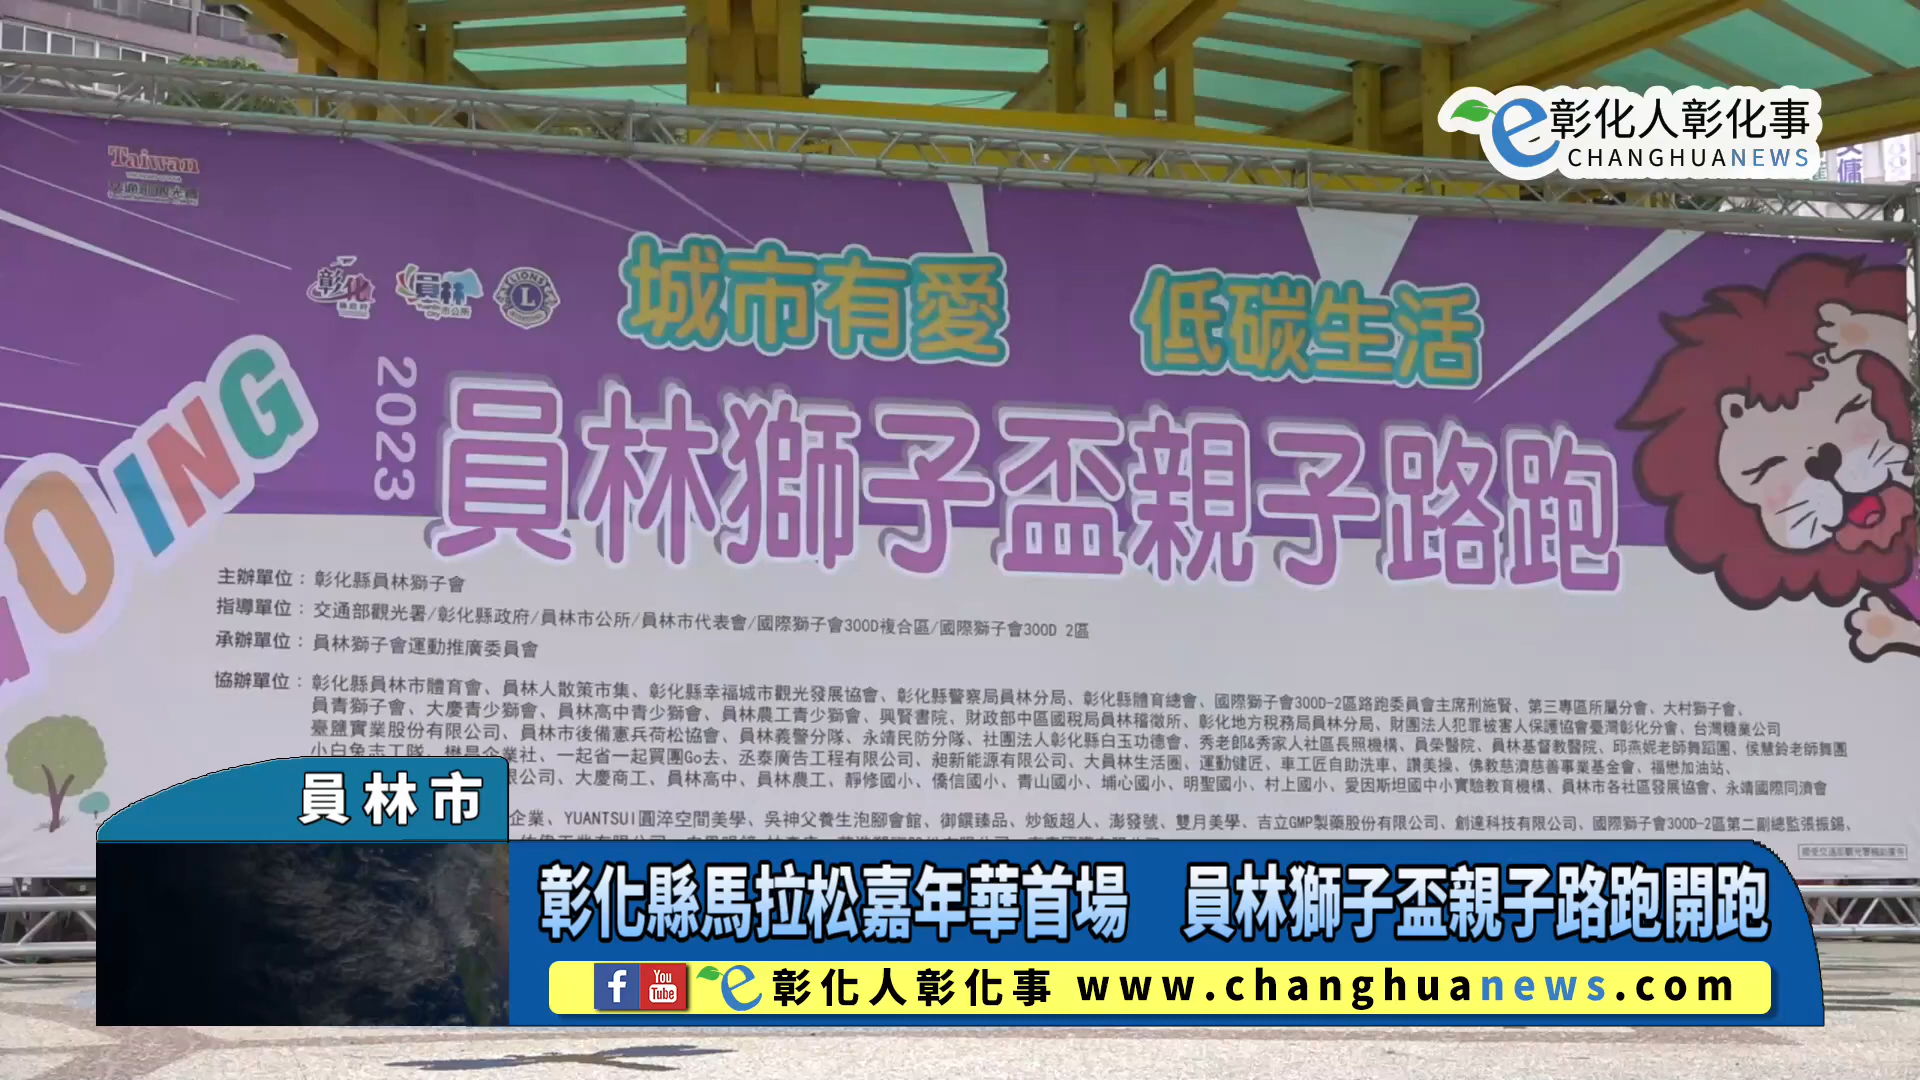 彰化人彰化事
CHANGHUANEWS
Taiwan
彰化
員林
市公所
LIONS
L
城市有愛 低碳生活
OING
2023
員林獅子盃親子路跑
主辦單位：彰化縣員林獅子會
指導單位：交通部觀光署/彰化縣政府/員林市公所/員林市代表會/國際獅子會300D複合區/國際獅子會300D 2區
承辦單位：員林獅子會運動推廣委員會
協辦單位：彰化縣員林市體育會、員林人散策市集、彰化縣幸福城市觀光發展協會、彰化縣警察局員林分局、彰化縣體育總會、國際獅子會300D-2區路跑委員會主席刑施賢、第三專區所屬分會、大村獅子會、
員青獅子會、大慶青少獅會、員林高中青少獅會、員林農工青少獅會、興賢書院、財政部中區國稅局員林稽徵所、彰化地方稅務局員林分局、財團法人犯罪被害人保護協會臺灣彰化分會、台灣糖業公司
臺鹽實業股份有限公司、員林市後備憲兵荷松協會、員林義警分隊、永靖民防分隊、社團法人彰化縣白玉功德會、秀老郎&秀家人社區長照機構、員榮醫院、員林基督教醫院、邱燕妮老師舞蹈團、侯慧鈴老師舞團
小白兔志工隊、企業社、一起省一起買團Go去、丞泰廣告工程有限公司、昶新能源有限公司、大員林生活圈、運動健匠、車工匠自助洗車、讚美操、佛教慈濟慈善事業基金會、福懋加油站、
限公司、大慶商工、員林高中、員林農工、靜修國小、僑信國小、青山國小、埔心國小、明聖國小、村上國小、愛因斯坦國中小實驗教育機構、員林市各社區發展協會、永靖國際同濟會
企業、YUANTSUI圓淬空間美學、吳神父養生泡腳會館、御饌臻品、炒飯超人、澎發號、雙月美學、吉立GMP製藥股份有限公司、創達科技有限公司、國際獅子會300D-2區第二副總監張振錫、
員林市
彰化縣馬拉松嘉年華首場 員林獅子盃親子路跑開跑
f You Tube 彰化人彰化事 www.changhuanews.com